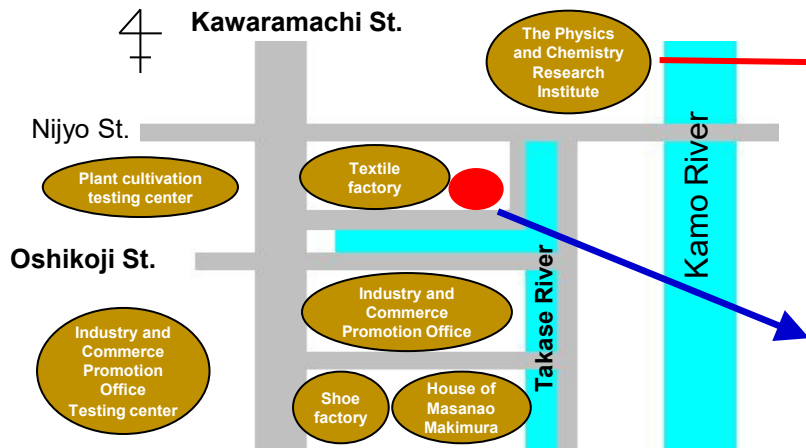 Kawaramachi St.
The Physics
and Chemistry
Research
Institute
Nijyo St.
Textile
factory
Plant cultivation
testing center
Kamo River
Oshikoji St.
Takase River
Industry and
Commerce
Promotion Office
Industry and
Commerce
Promotion
Office
Testing center
Shoe
factory
House of
Masanao
Makimura